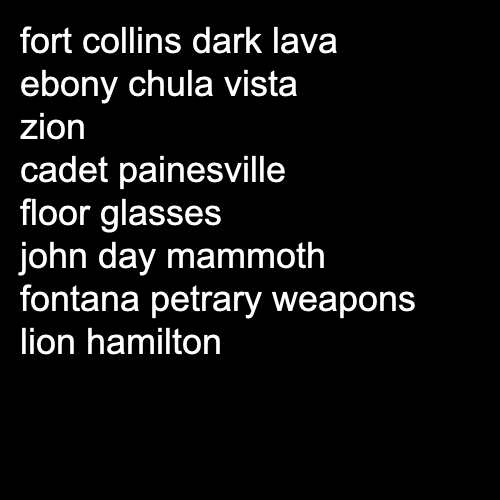 fort collins dark lava
ebony chula vista
zion
cadet painesville
floor glasses
john day mammoth
fontana petrary weapons
lion hamilton